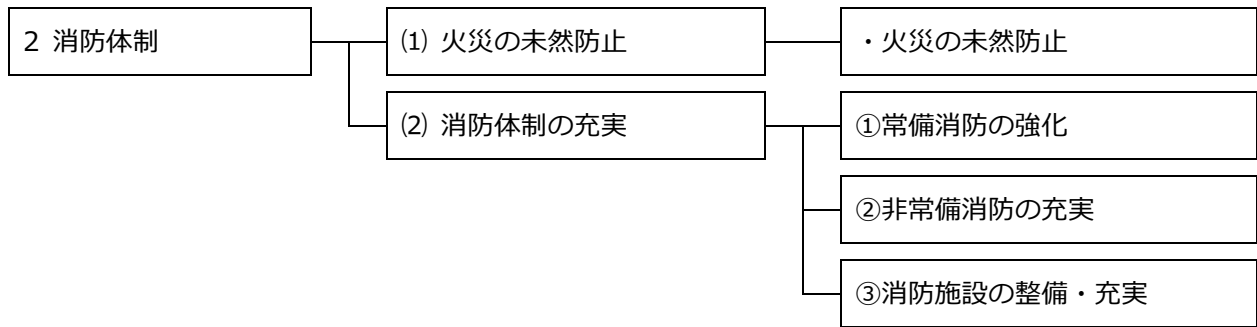 2 消防体制
⑴ 火災の未然防止
・火災の未然防止
⑵ 消防体制の充実
①常備消防の強化
②非常備消防の充実
③消防施設の整備・充実